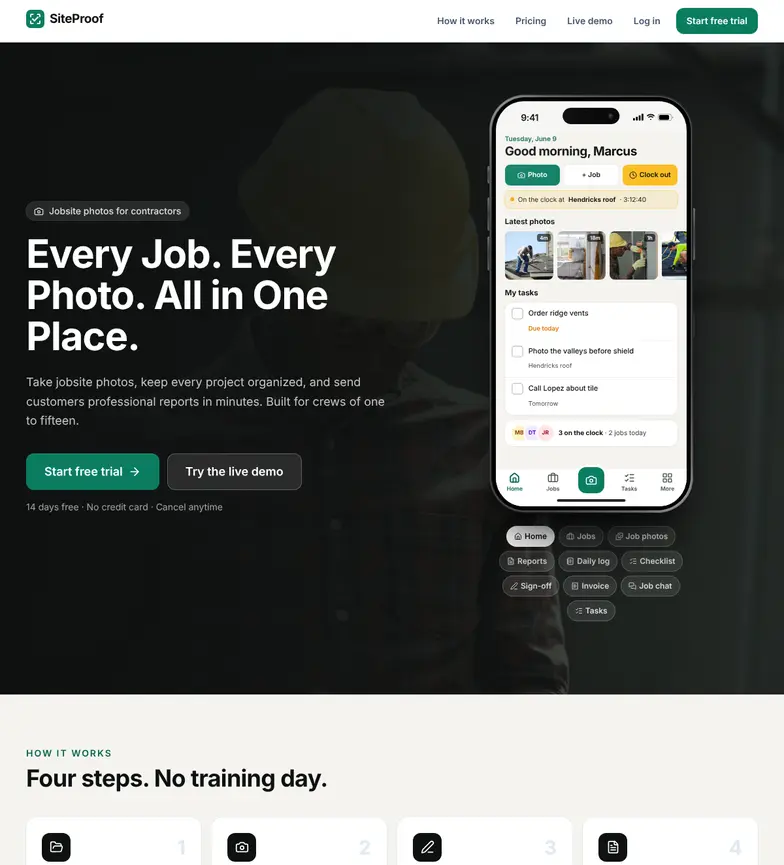 SiteProof
How it works
Pricing
Live demo
Log in
Start free trial
Jobsite photos for contractors
Every Job. Every
Photo. All in One
Place.
Take jobsite photos, keep every project organized, and send
customers professional reports in minutes. Built for crews of one
to fifteen.
Start free trial →
Try the live demo
14 days free · No credit card · Cancel anytime
9:41
Tuesday, June 9
Good morning, Marcus
Photo
+ Job
Clock out
On the clock at Hendricks roof · 3:12:40
Latest photos
4m
18m
1h
My tasks
Order ridge vents
Due today
Photo the valleys before shield
Hendricks roof
Call Lopez about tile
Tomorrow
MB DT JR 3 on the clock · 2 jobs today
Home
Jobs
Tasks
More
Home
Jobs
Job photos
Reports
Daily log
Checklist
Sign-off
Invoice
Job chat
Tasks
HOW IT WORKS
Four steps. No training day.
1
2
3
4